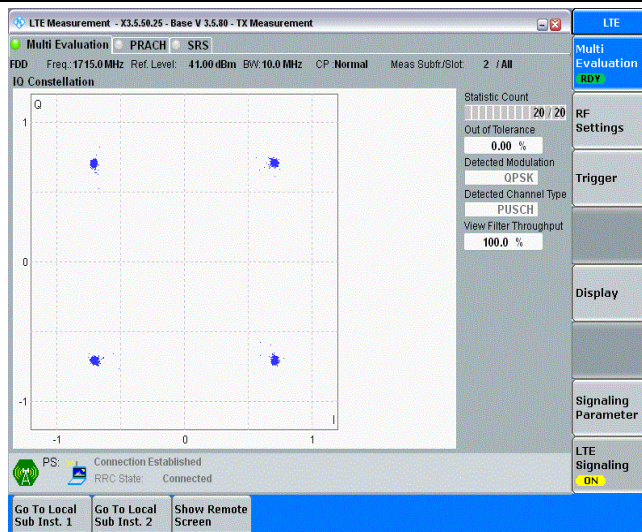 LTE Measurement - X3.5.50.25 - Base V 3.5.80 - TX Measurement
LTE
Multi Evaluation PRACH SRS
Multi
Evaluation
RDY
FDD Freq.:1715.0 MHz Ref. Level: 41.00 dBm BW:10.0 MHz CP :Normal Meas Subfr./Slot: 2 / All
IQ Constellation
Q
1
0
-1
-1 0 1
I
Statistic Count
20 / 20
Out of Tolerance
0.00 %
Detected Modulation
QPSK
Detected Channel Type
PUSCH
View Filter Throughput
100.0 %
RF
Settings
Trigger
Display
Signaling
Parameter
LTE
Signaling
ON
PS: Connection Established
RRC State: Connected
Go To Local
Sub Inst. 1
Go To Local
Sub Inst. 2
Show Remote
Screen